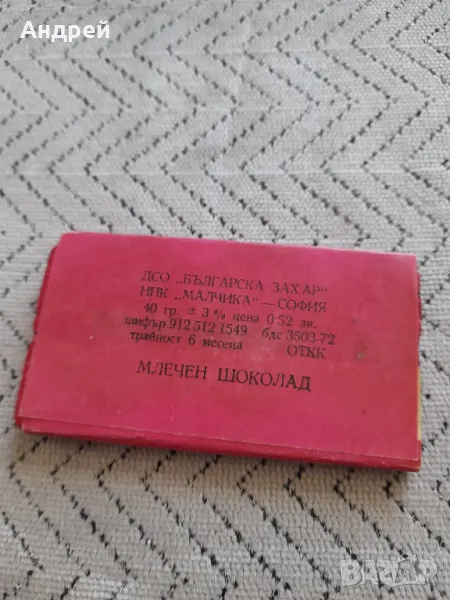 Андрей
ДСО „БЪЛГАРСКА ЗАХАР"
НПК „МАЛЧИКА" — СОФИЯ
40 гр. ± 3% цена 0·52 лв.
шифър 912 512 1549 бдс 3503-72
трайност 6 месеца ОТКК
МЛЕЧЕН ШОКОЛАД
BAZAR